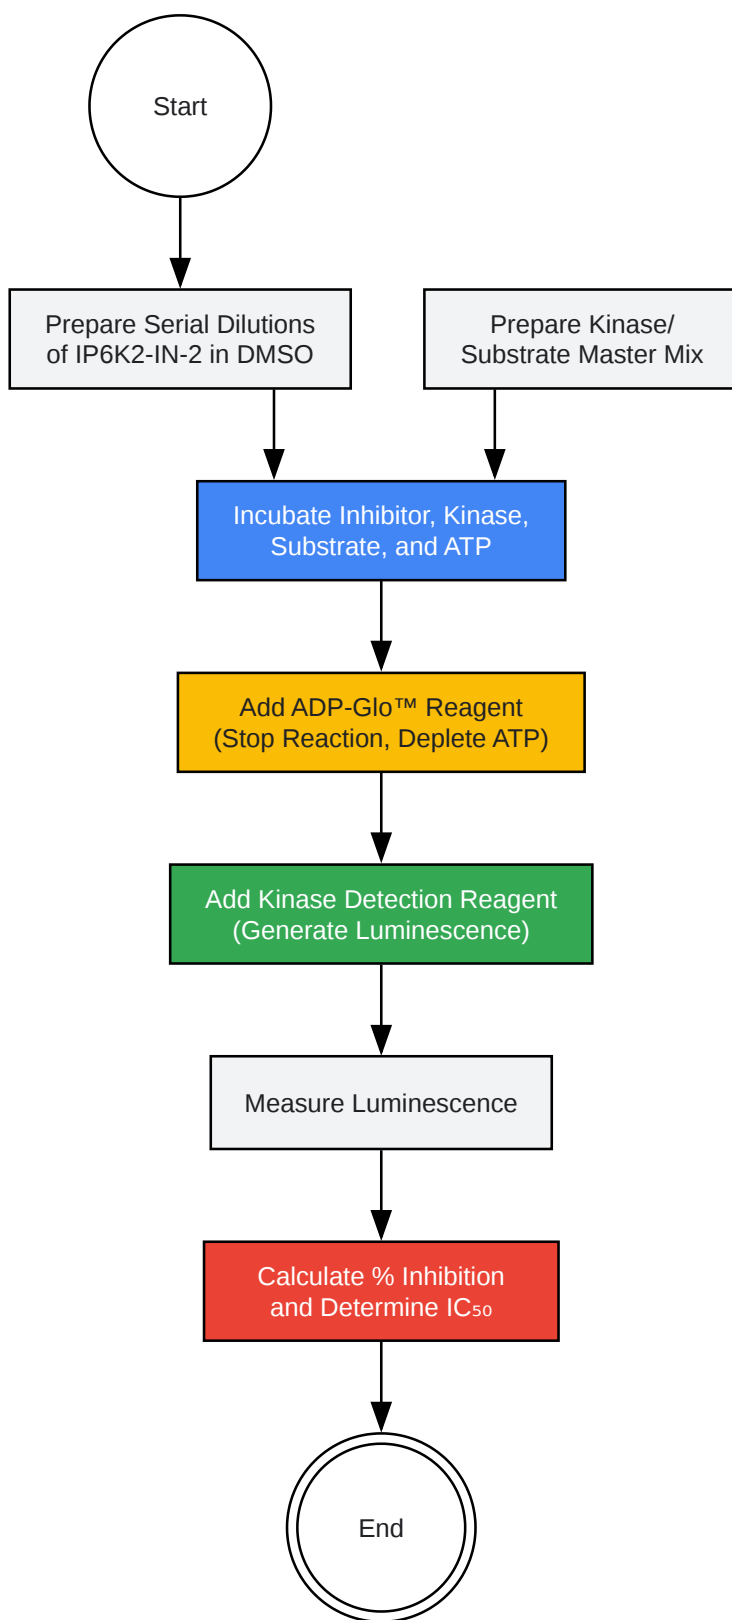 Start
Prepare Serial Dilutions
of IP6K2-IN-2 in DMSO
Prepare Kinase/
Substrate Master Mix
Incubate Inhibitor, Kinase,
Substrate, and ATP
Add ADP-Glo™ Reagent
(Stop Reaction, Deplete ATP)
Add Kinase Detection Reagent
(Generate Luminescence)
Measure Luminescence
Calculate % Inhibition
and Determine IC₅₀
End